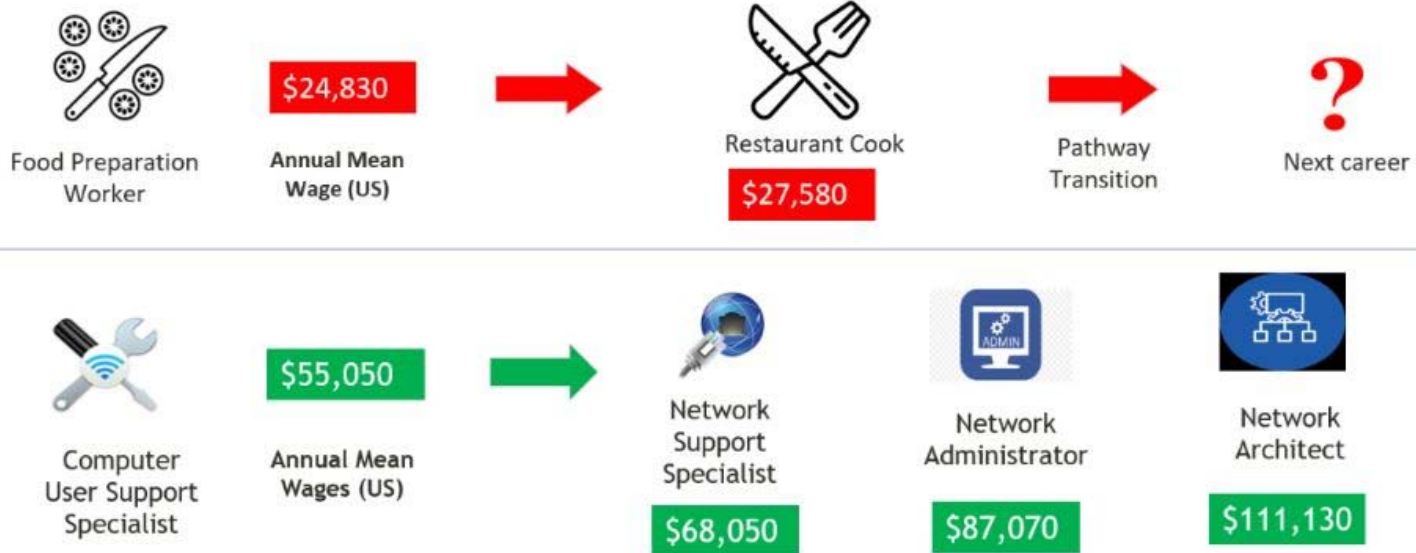 $24,830
Food Preparation
Worker
Annual Mean
Wage (US)
Restaurant Cook
$27,580
Pathway
Transition
?
Next career
$55,050
Computer
User Support
Specialist
Annual Mean
Wages (US)
Network
Support
Specialist
$68,050
ADMIN
Network
Administrator
$87,070
Network
Architect
$111,130